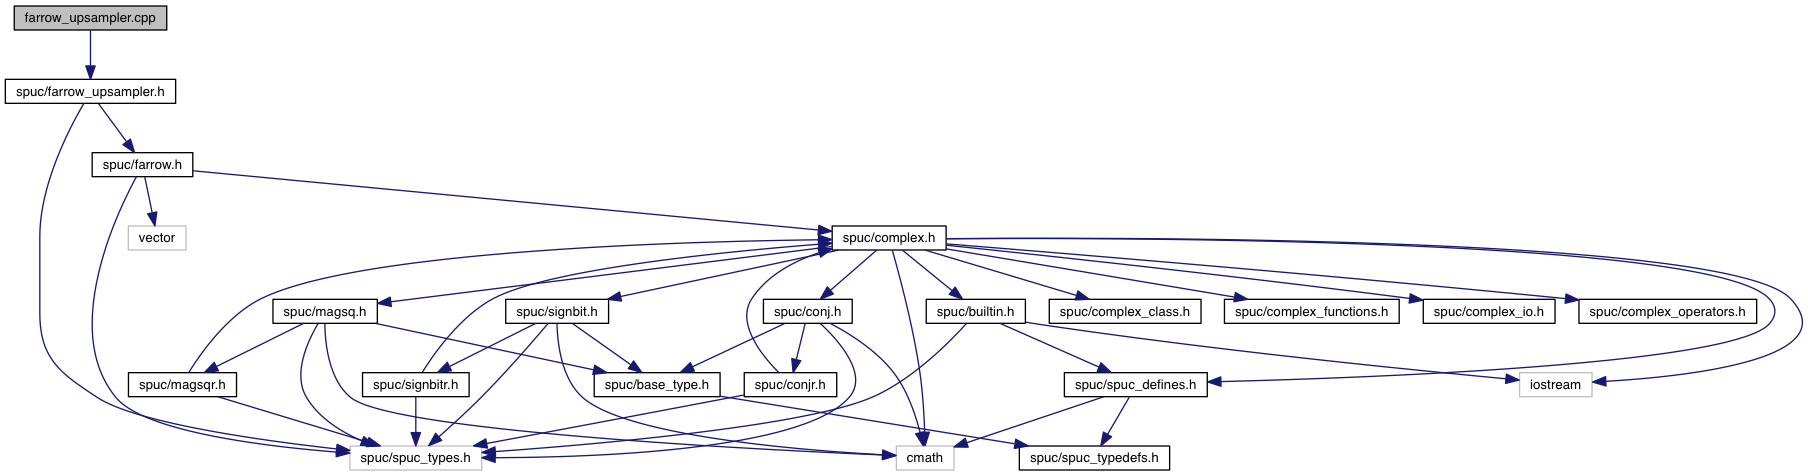 farrow_upsampler.cpp
spuc/farrow_upsampler.h
spuc/farrow.h
vector
spuc/complex.h
spuc/magsq.h
spuc/signbit.h
spuc/conj.h
spuc/builtin.h
spuc/complex_class.h
spuc/complex_functions.h
spuc/complex_io.h
spuc/complex_operators.h
spuc/magsqr.h
spuc/signbitr.h
spuc/base_type.h
spuc/conjr.h
spuc/spuc_defines.h
iostream
spuc/spuc_types.h
cmath
spuc/spuc_typedefs.h